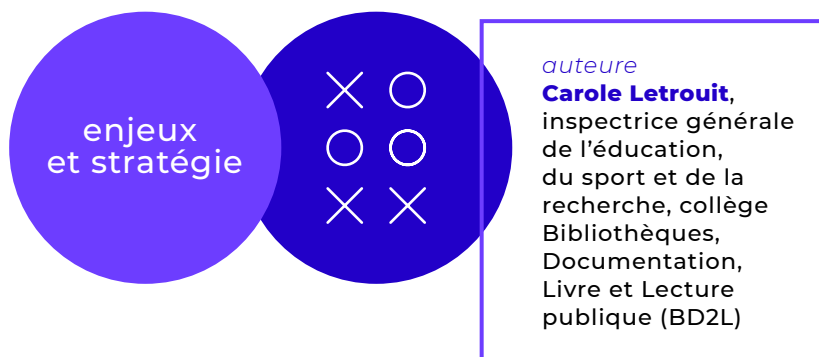 enjeux
et stratégie
auteure
Carole Letrouit,
inspectrice générale
de l’éducation,
du sport et de la
recherche, collège
Bibliothèques,
Documentation,
Livre et Lecture
publique (BD2L)